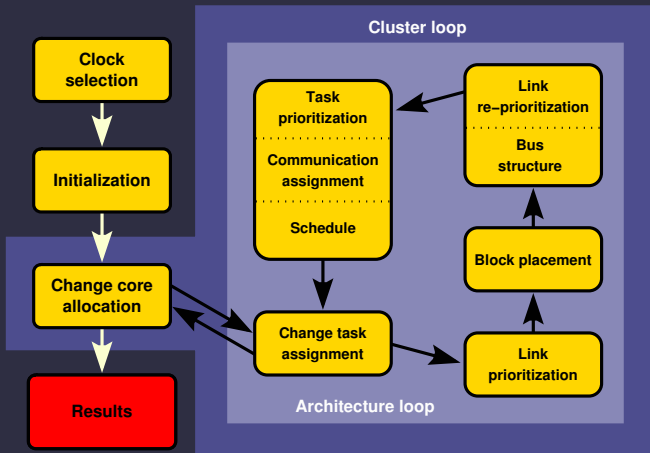 Cluster loop
Clock
selection
Initialization
Change core
allocation
Results
Task
prioritization
Communication
assignment
Schedule
Change task
assignment
Link
re−prioritization
Bus
structure
Block placement
Link
prioritization
Architecture loop